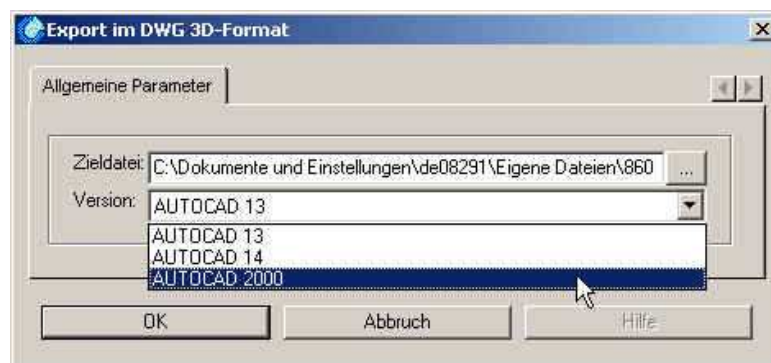 Export im DWG 3D-Format
Allgemeine Parameter
Zieldatei: C:\Dokumente und Einstellungen\de08291\Eigene Dateien\860 ...
Version: AUTOCAD 13
AUTOCAD 13
AUTOCAD 14
AUTOCAD 2000
OK Abbruch Hilfe